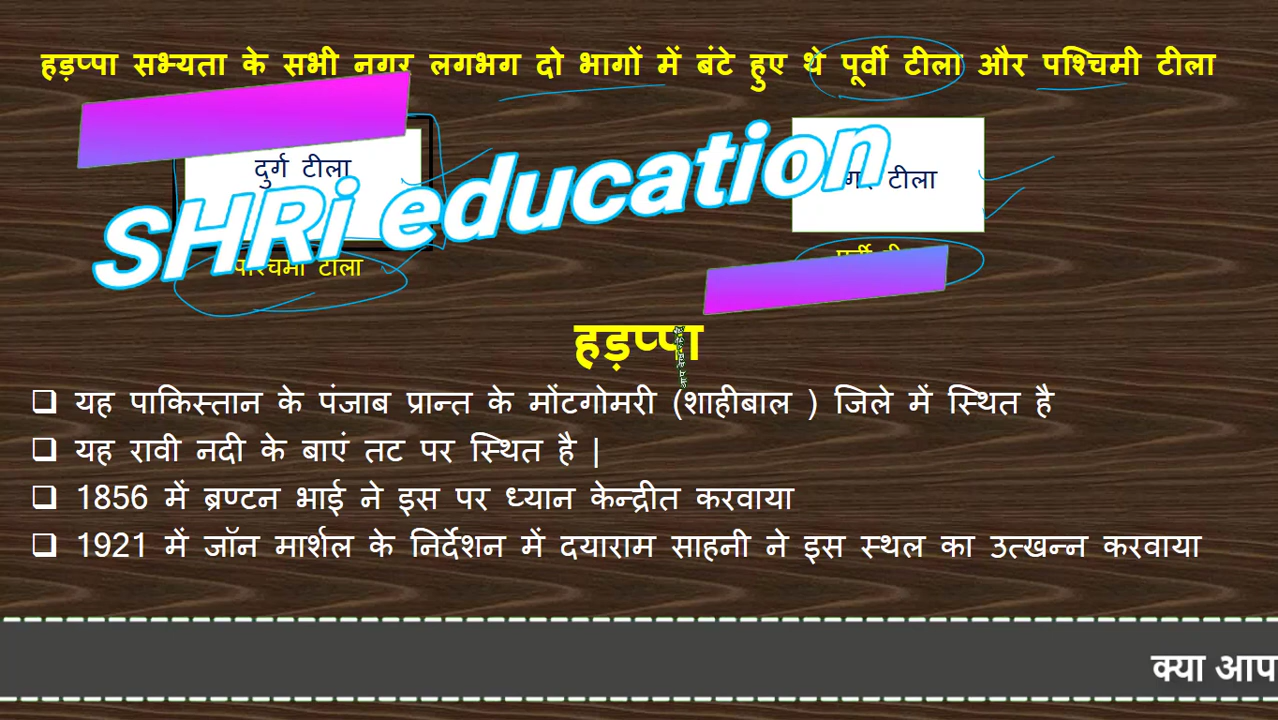 हड़प्पा सभ्यता के सभी नगर लगभग दो भागों में बंटे हुए थे पूर्वी टीला और पश्चिमी टीला
दुर्ग टीला
टीला
SHRi education
पश्चिमी टीला
हड़प्पा
❑ यह पाकिस्तान के पंजाब प्रान्त के मोंटगोमरी (शाहीबाल ) जिले में स्थित है
❑ यह रावी नदी के बाएं तट पर स्थित है |
❑ 1856 में ब्रण्टन भाई ने इस पर ध्यान केन्द्रीत करवाया
❑ 1921 में जॉन मार्शल के निर्देशन में दयाराम साहनी ने इस स्थल का उत्खन्न करवाया
क्या आप